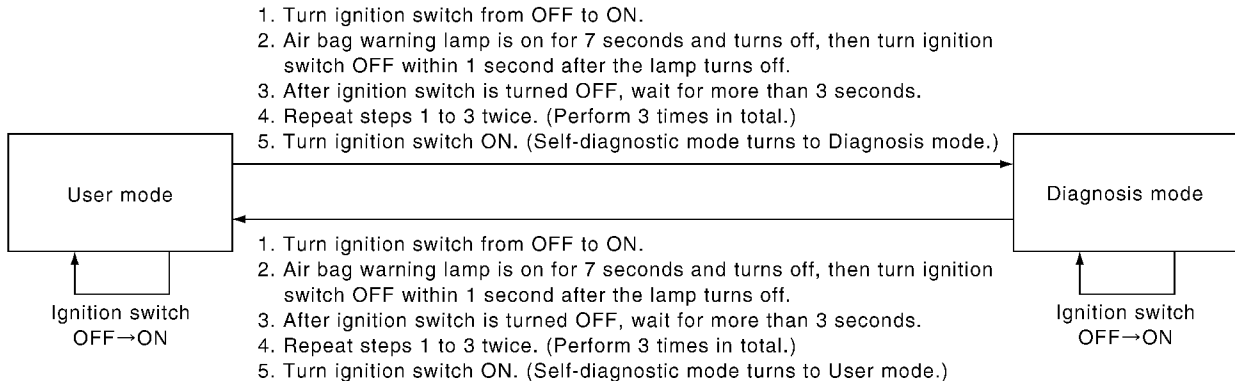 1. Turn ignition switch from OFF to ON.
2. Air bag warning lamp is on for 7 seconds and turns off, then turn ignition
switch OFF within 1 second after the lamp turns off.
3. After ignition switch is turned OFF, wait for more than 3 seconds.
4. Repeat steps 1 to 3 twice. (Perform 3 times in total.)
5. Turn ignition switch ON. (Self-diagnostic mode turns to Diagnosis mode.)
User mode
Diagnosis mode
1. Turn ignition switch from OFF to ON.
2. Air bag warning lamp is on for 7 seconds and turns off, then turn ignition
switch OFF within 1 second after the lamp turns off.
3. After ignition switch is turned OFF, wait for more than 3 seconds.
4. Repeat steps 1 to 3 twice. (Perform 3 times in total.)
5. Turn ignition switch ON. (Self-diagnostic mode turns to User mode.)
Ignition switch
OFF→ON
Ignition switch
OFF→ON